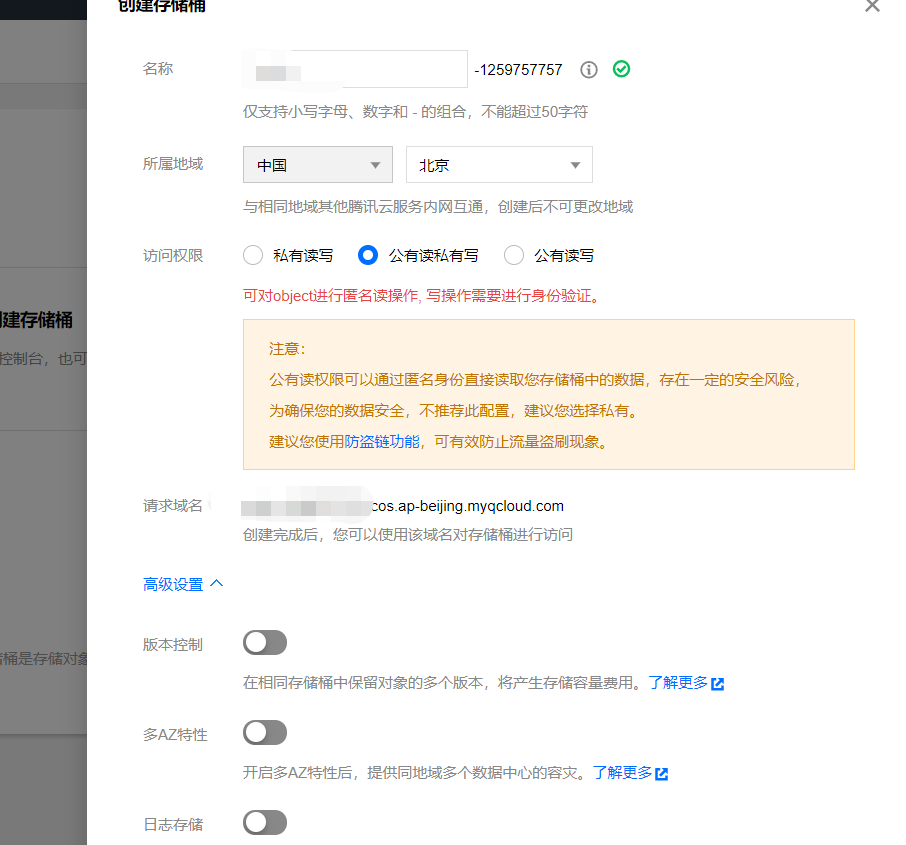 创建存储桶
名称
-1259757757
仅支持小写字母、数字和 - 的组合，不能超过50字符
所属地域
中国
北京
与相同地域其他腾讯云服务内网互通，创建后不可更改地域
访问权限
私有读写
公有读私有写
公有读写
可对object进行匿名读操作, 写操作需要进行身份验证。
注意：
公有读权限可以通过匿名身份直接读取您存储桶中的数据，存在一定的安全风险，
为确保您的数据安全，不推荐此配置，建议您选择私有。
建议您使用防盗链功能，可有效防止流量盗刷现象。
请求域名
cos.ap-beijing.myqcloud.com
创建完成后，您可以使用该域名对存储桶进行访问
高级设置
版本控制
在相同存储桶中保留对象的多个版本，将产生存储容量费用。了解更多
多AZ特性
开启多AZ特性后，提供同地域多个数据中心的容灾。了解更多
日志存储
建存储桶
控制台，也可
桶是存储对象